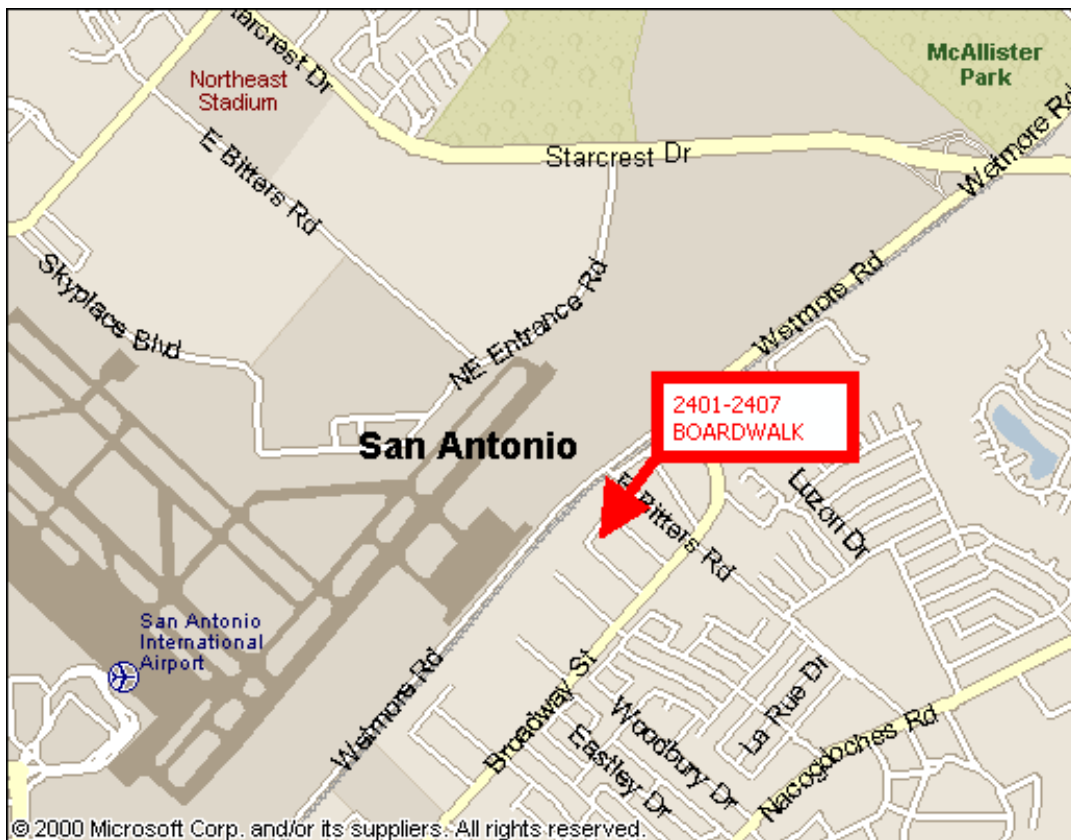 Starcrest Dr
McAllister
Park
Northeast
Stadium
Wetmore Rd
E Bitters Rd
Starcrest Dr
Skyplace Blvd
NE Entrance Rd
Wetmore Rd
2401-2407
BOARDWALK
San Antonio
E Bitters Rd
Luzon Dr
San Antonio
International
Airport
Wetmore Rd
Broadway St
Woodbury Dr
La Rue Dr
Eastley Dr
Nacogdoches Rd
© 2000 Microsoft Corp. and/or its suppliers. All rights reserved.